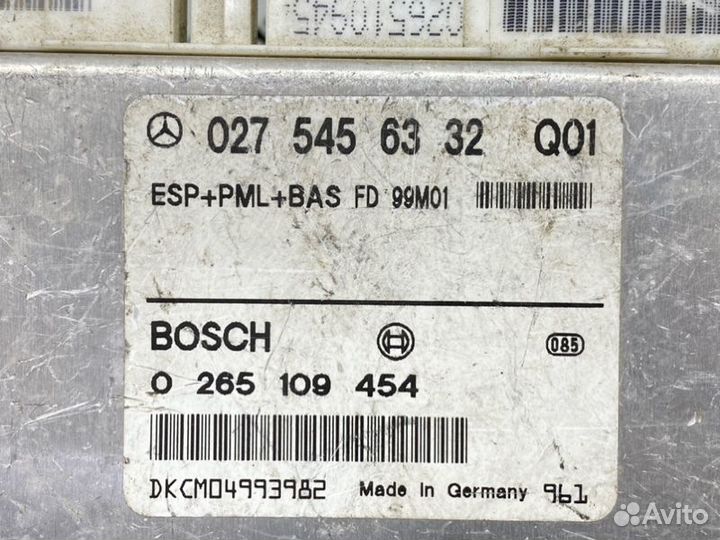 0265109454
027 545 63 32 Q01
ESP+PML+BAS FD 99M01
BOSCH
085
0 265 109 454
DKCM04993982 Made in Germany 961
Avito